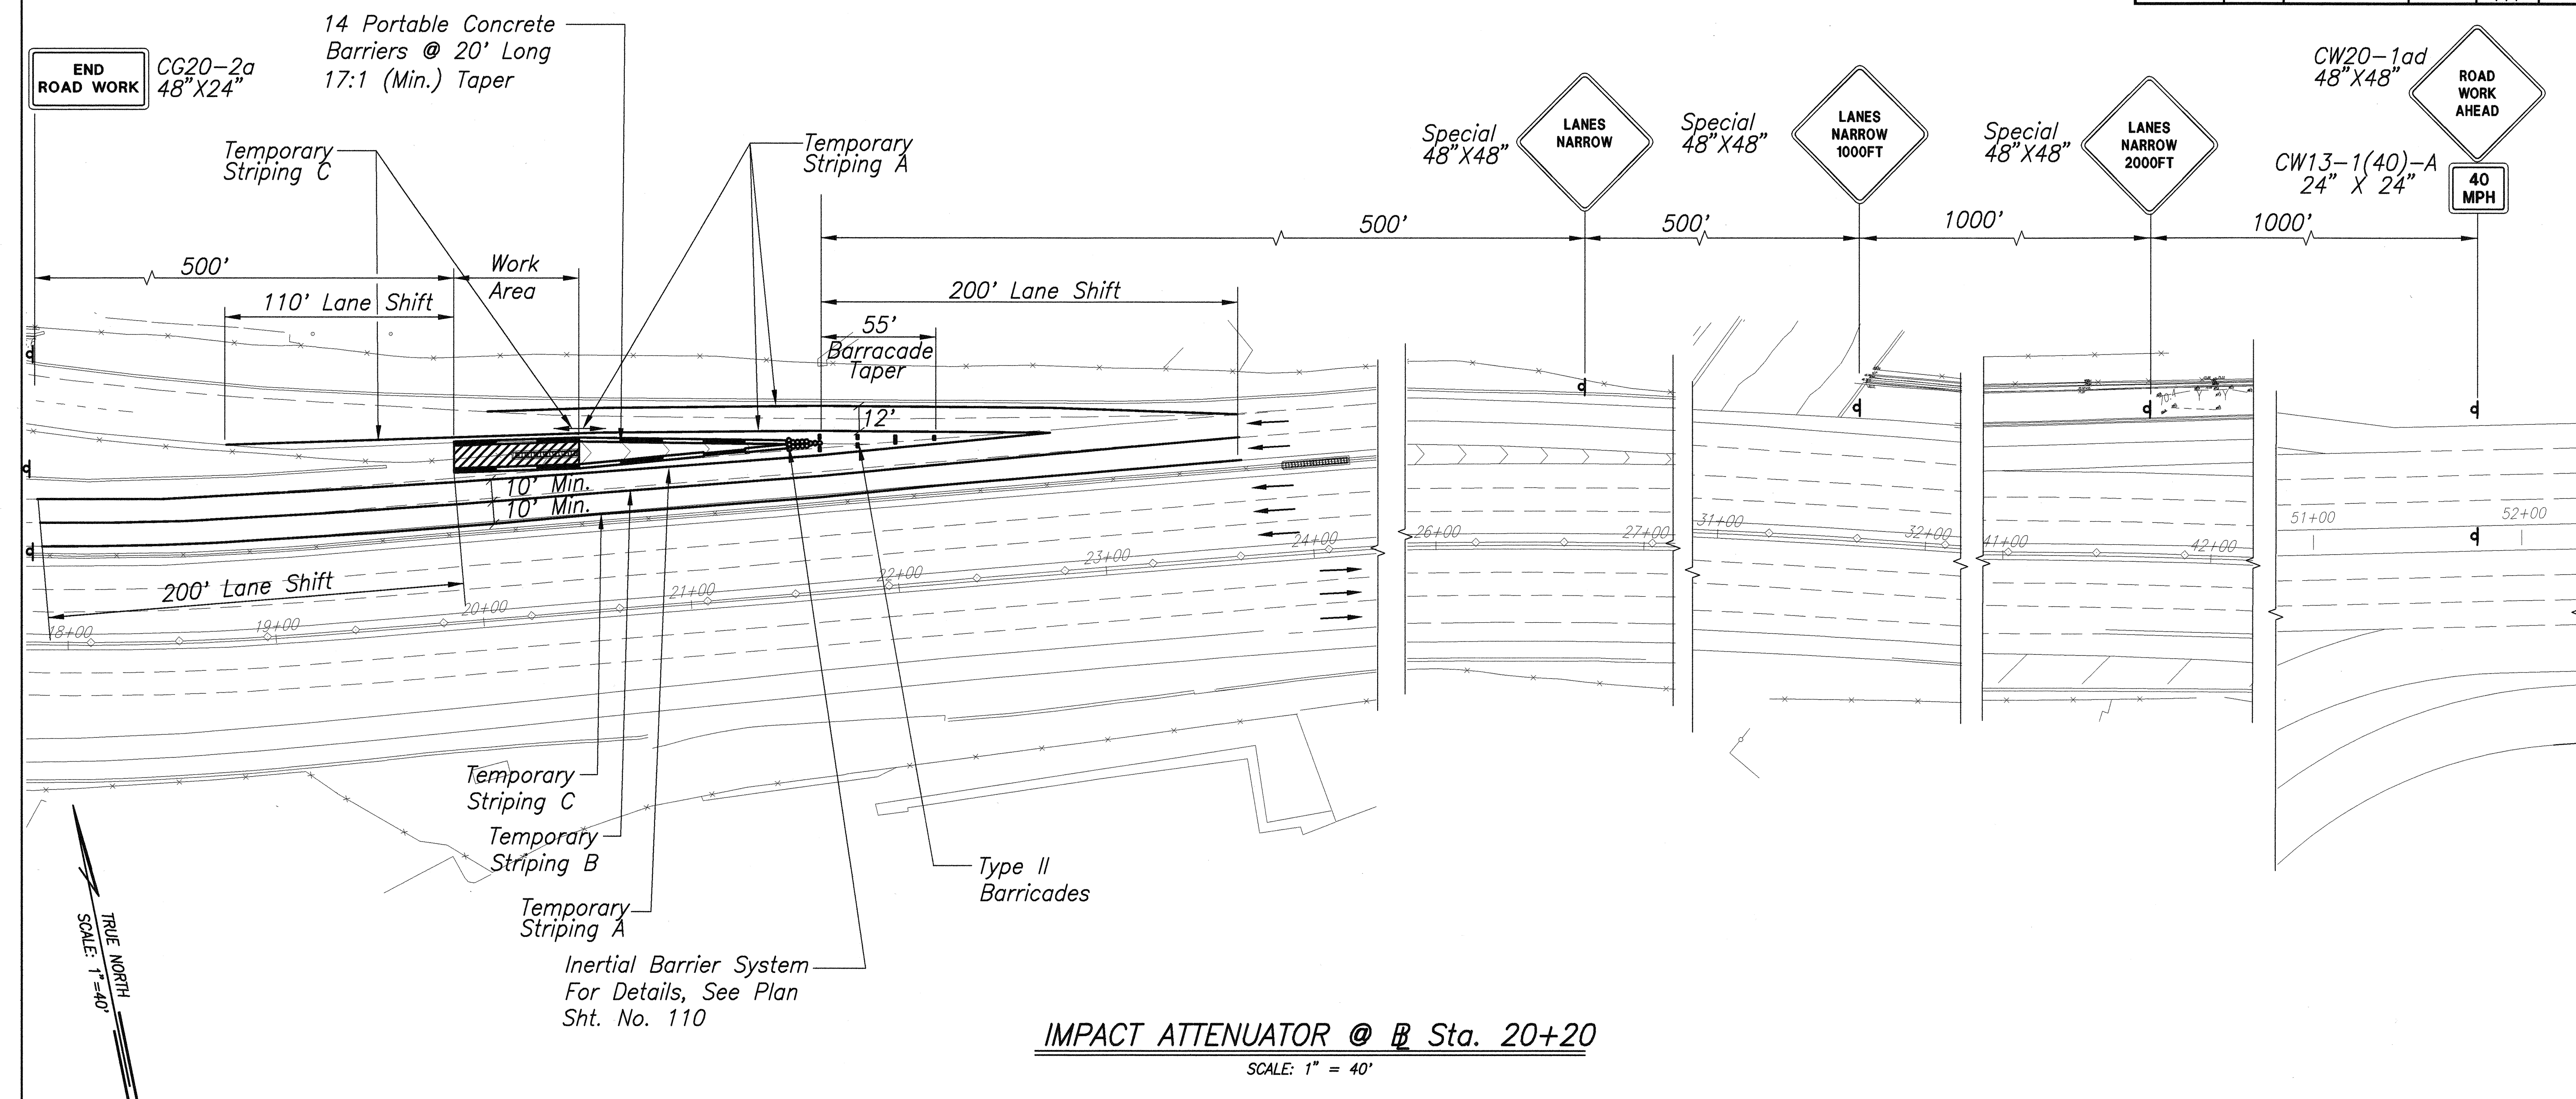 14 Portable Concrete
Barriers @ 20' Long
17:1 (Min.) Taper
END
ROAD WORK
CG20-2a
48"X24"
Temporary
Striping C
Temporary
Striping A
Special
48"X48"
LANES
NARROW
Special
48"X48"
LANES
NARROW
1000FT
Special
48"X48"
LANES
NARROW
2000FT
CW20-1ad
48"X48"
ROAD
WORK
AHEAD
CW13-1(40)-A
24" X 24"
40
MPH
500'
500'
1000'
1000'
500'
Work
Area
110' Lane Shift
200' Lane Shift
55'
Barracade
Taper
12'
10' Min.
10' Min.
200' Lane Shift
18+00
19+00
20+00
21+00
22+00
23+00
24+00
26+00
27+00
31+00
32+00
41+00
42+00
51+00
52+00
Temporary
Striping C
Temporary
Striping B
Temporary
Striping A
Type II
Barricades
Inertial Barrier System
For Details, See Plan
Sht. No. 110
TRUE NORTH
SCALE: 1"=40'
IMPACT ATTENUATOR @ BL Sta. 20+20
SCALE: 1" = 40'